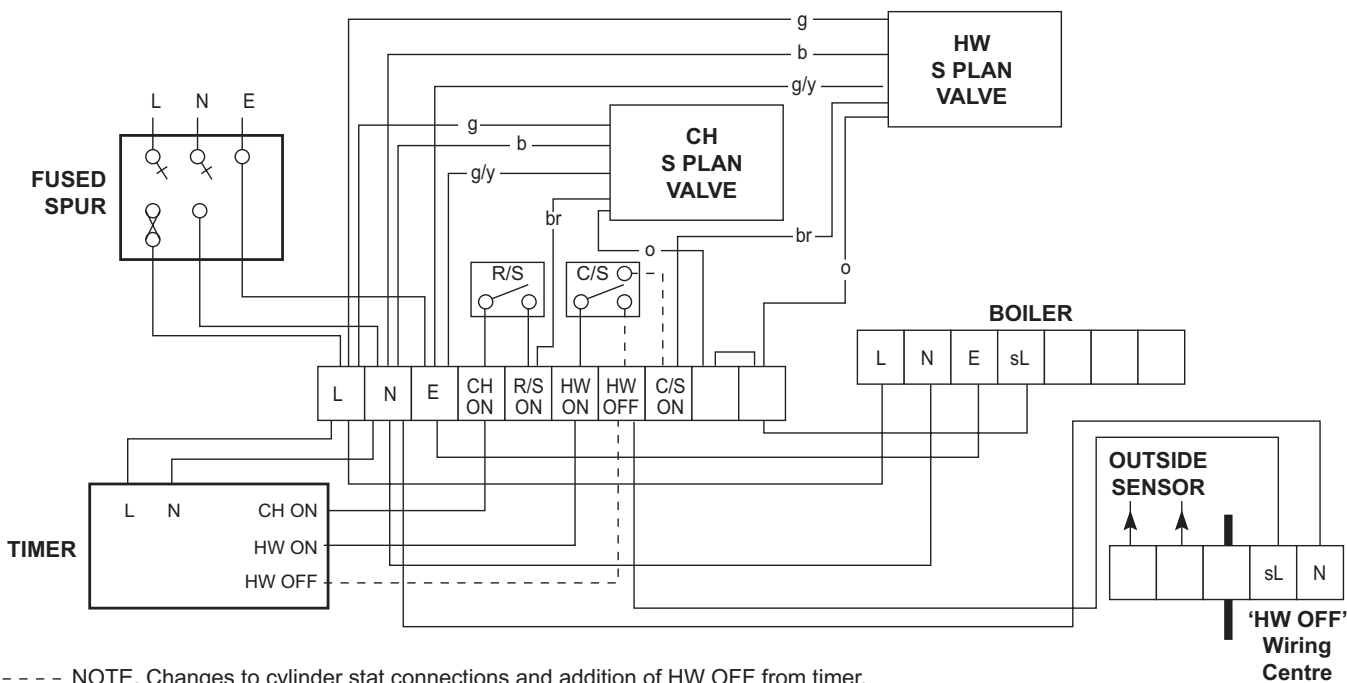 g
HW
S PLAN
VALVE
b
g/y
L N E
FUSED
SPUR
g
b
g/y
CH
S PLAN
VALVE
br
br
o
o
R/S
C/S
BOILER
L N E sL
L N E CH ON R/S ON HW ON HW OFF C/S ON
OUTSIDE
SENSOR
TIMER
L N CH ON
HW ON
HW OFF
sL N
‘HW OFF’
Wiring
Centre
NOTE. Changes to cylinder stat connections and addition of HW OFF from timer.